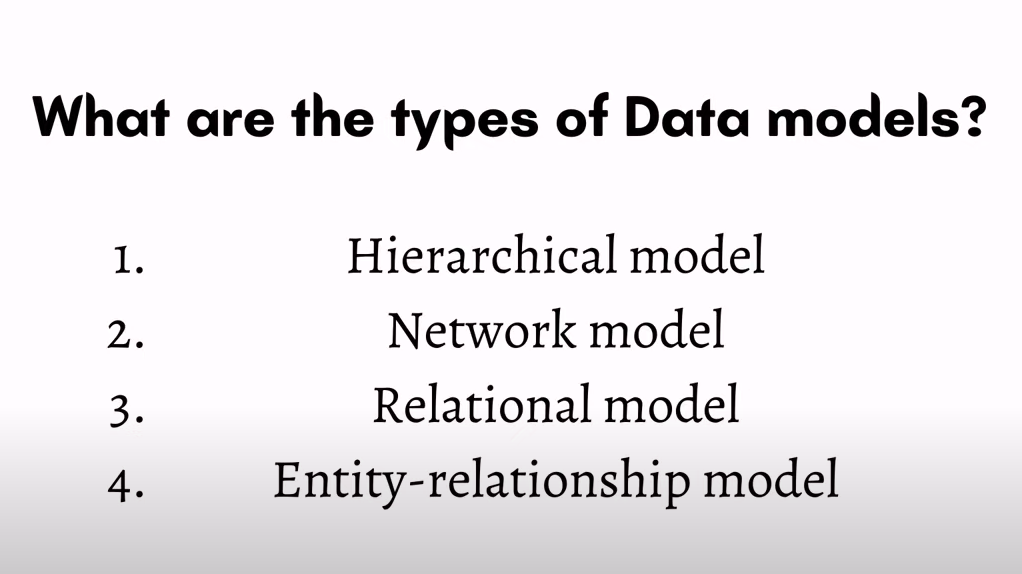 What are the types of Data models?
1. Hierarchical model
2. Network model
3. Relational model
4. Entity-relationship model